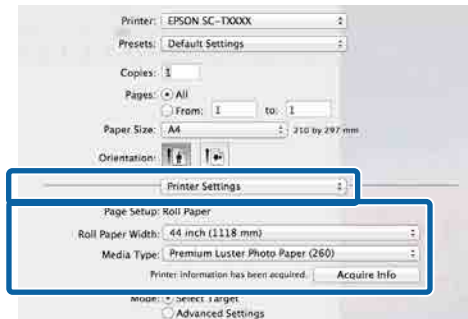 Printer: EPSON SC-TXXXX
Presets: Default Settings
Copies: 1
Pages: All
From: 1 to: 1
Paper Size: A4 210 by 297 mm
Orientation:
Printer Settings
Page Setup: Roll Paper
Roll Paper Width: 44 inch (1118 mm)
Media Type: Premium Luster Photo Paper (260)
Printer information has been acquired. Acquire Info
Mode: Select Target
Advanced Settings